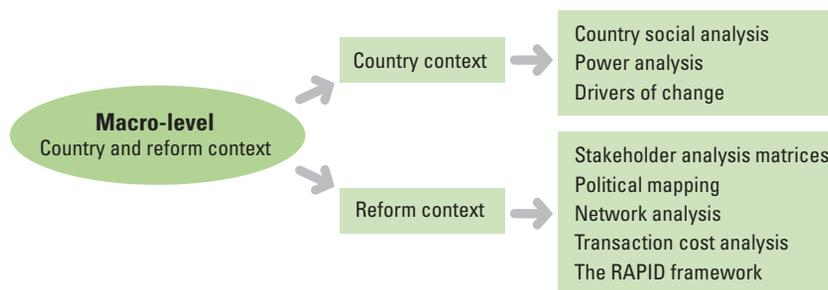 Macro-level
Country and reform context
Country context
Country social analysis
Power analysis
Drivers of change
Reform context
Stakeholder analysis matrices
Political mapping
Network analysis
Transaction cost analysis
The RAPID framework